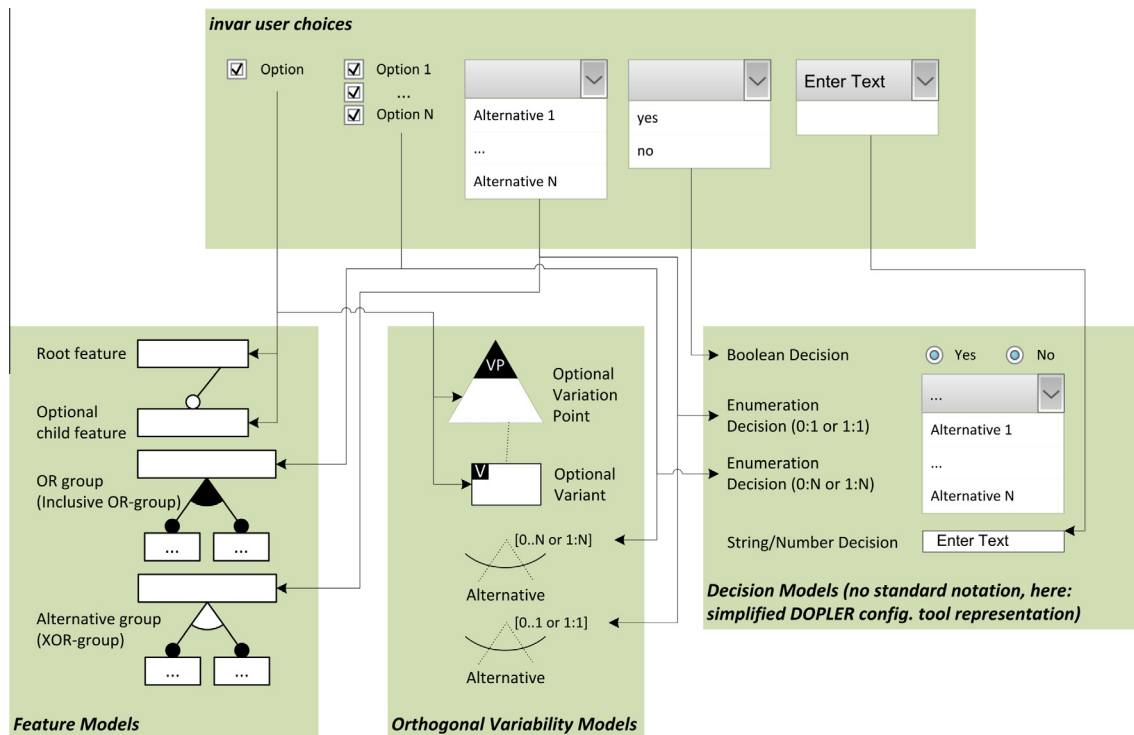 invar user choices
Option
Option 1
...
Option N
Alternative 1
...
Alternative N
yes
no
Enter Text
Root feature
Optional
child feature
OR group
(Inclusive OR-group)
... ...
Alternative group
(XOR-group)
... ...
Feature Models
VP
Optional
Variation
Point
V
Optional
Variant
[0..N or 1:N]
Alternative
[0..1 or 1:1]
Alternative
Orthogonal Variability Models
Boolean Decision
Yes No
Enumeration
Decision (0:1 or 1:1)
Enumeration
Decision (0:N or 1:N)
...
Alternative 1
...
Alternative N
String/Number Decision
Enter Text
Decision Models (no standard notation, here:
simplified DOPLER config. tool representation)